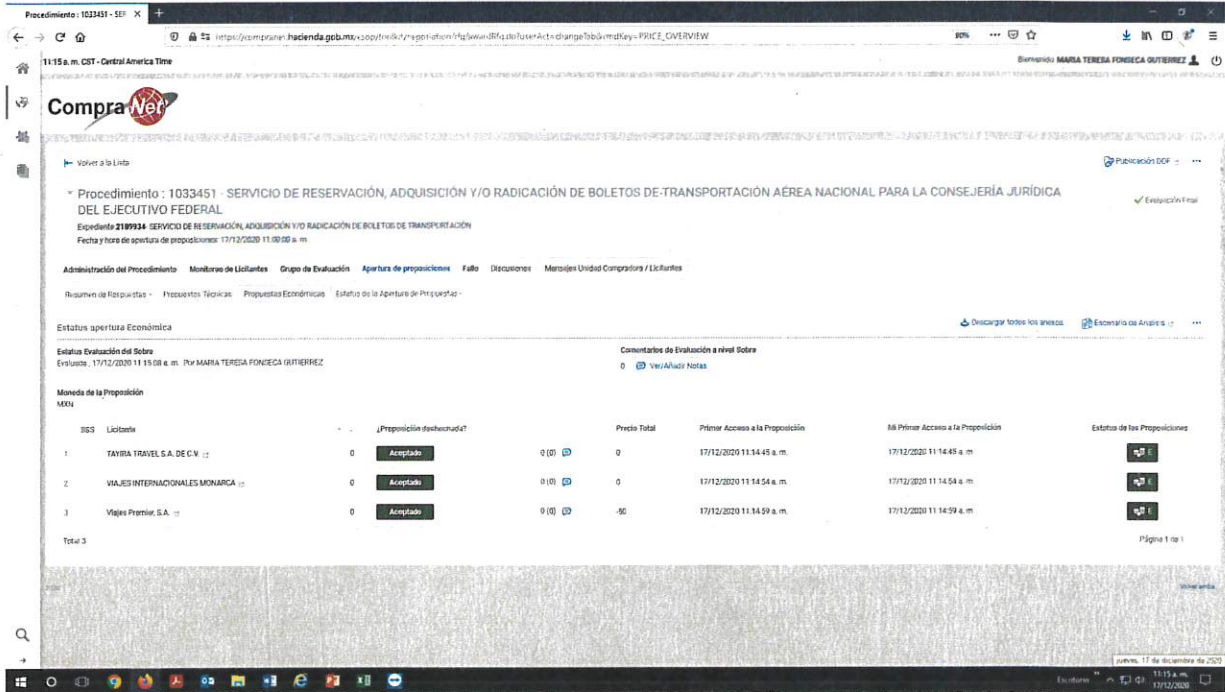 Procedimiento : 1033451 - SER
hacienda.gob.mx
80%
11:15 a. m. CST - Central America Time
Bienvenido MARIA TERESA FONSECA GUTIERREZ
CompraNet
Volver a la Lista
Publicación DOF
Procedimiento : 1033451 - SERVICIO DE RESERVACIÓN, ADQUISICIÓN Y/O RADICACIÓN DE BOLETOS DE-TRANSPORTACIÓN AÉREA NACIONAL PARA LA CONSEJERÍA JURÍDICA
DEL EJECUTIVO FEDERAL
Evaluación Final
Expediente 2189934- SERVICIO DE RESERVACIÓN, ADQUISICIÓN Y/O RADICACIÓN DE BOLETOS DE TRANSPORTACIÓN
Fecha y hora de apertura de proposiciones: 17/12/2020 11:00:00 a. m.
Administración del Procedimiento Monitoreo de Licitantes Grupo de Evaluación Apertura de proposiciones Fallo Discusiones Mensajes Unidad Compradora / Licitantes
Resumen de Respuestas Propuestas Técnicas Propuestas Económicas Estatus de la Apertura de Propuestas
Estatus apertura Económica
Descargar todos los anexos Escenario de Análisis
Estatus Evaluación del Sobre
Comentarios de Evaluación a nivel Sobre
Evaluada , 17/12/2020 11:15:08 a. m. Por MARIA TERESA FONSECA GUTIERREZ
0 Ver/Añadir Notas
Moneda de la Proposición
MXN
Licitante ¿Proposición deshechada? Precio Total Primer Acceso a la Proposición Mi Primer Acceso a la Proposición Estatus de las Proposiciones
1 TAYIRA TRAVEL S.A. DE C.V. 0 Aceptado 0 (0) 0 17/12/2020 11:14:45 a. m. 17/12/2020 11:14:45 a. m. E
2 VIAJES INTERNACIONALES MONARCA 0 Aceptado 0 (0) 0 17/12/2020 11:14:54 a. m. 17/12/2020 11:14:54 a. m. E
3 Viajes Premier, S.A. 0 Aceptado 0 (0) -50 17/12/2020 11:14:59 a. m. 17/12/2020 11:14:59 a. m. E
Total 3
Página 1 de 1
Volver arriba
jueves, 17 de diciembre de 2020
Escritorio
11:15 a. m.
17/12/2020